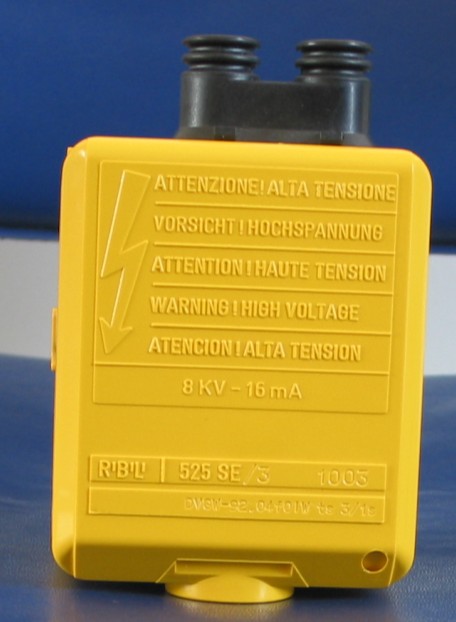 ATTENZIONE! ALTA TENSIONE
VORSICHT! HOCHSPANNUNG
ATTENTION! HAUTE TENSION
WARNING! HIGH VOLTAGE
ATENCION! ALTA TENSION
8 KV - 16 mA
R'B'L' 525 SE/3 1003